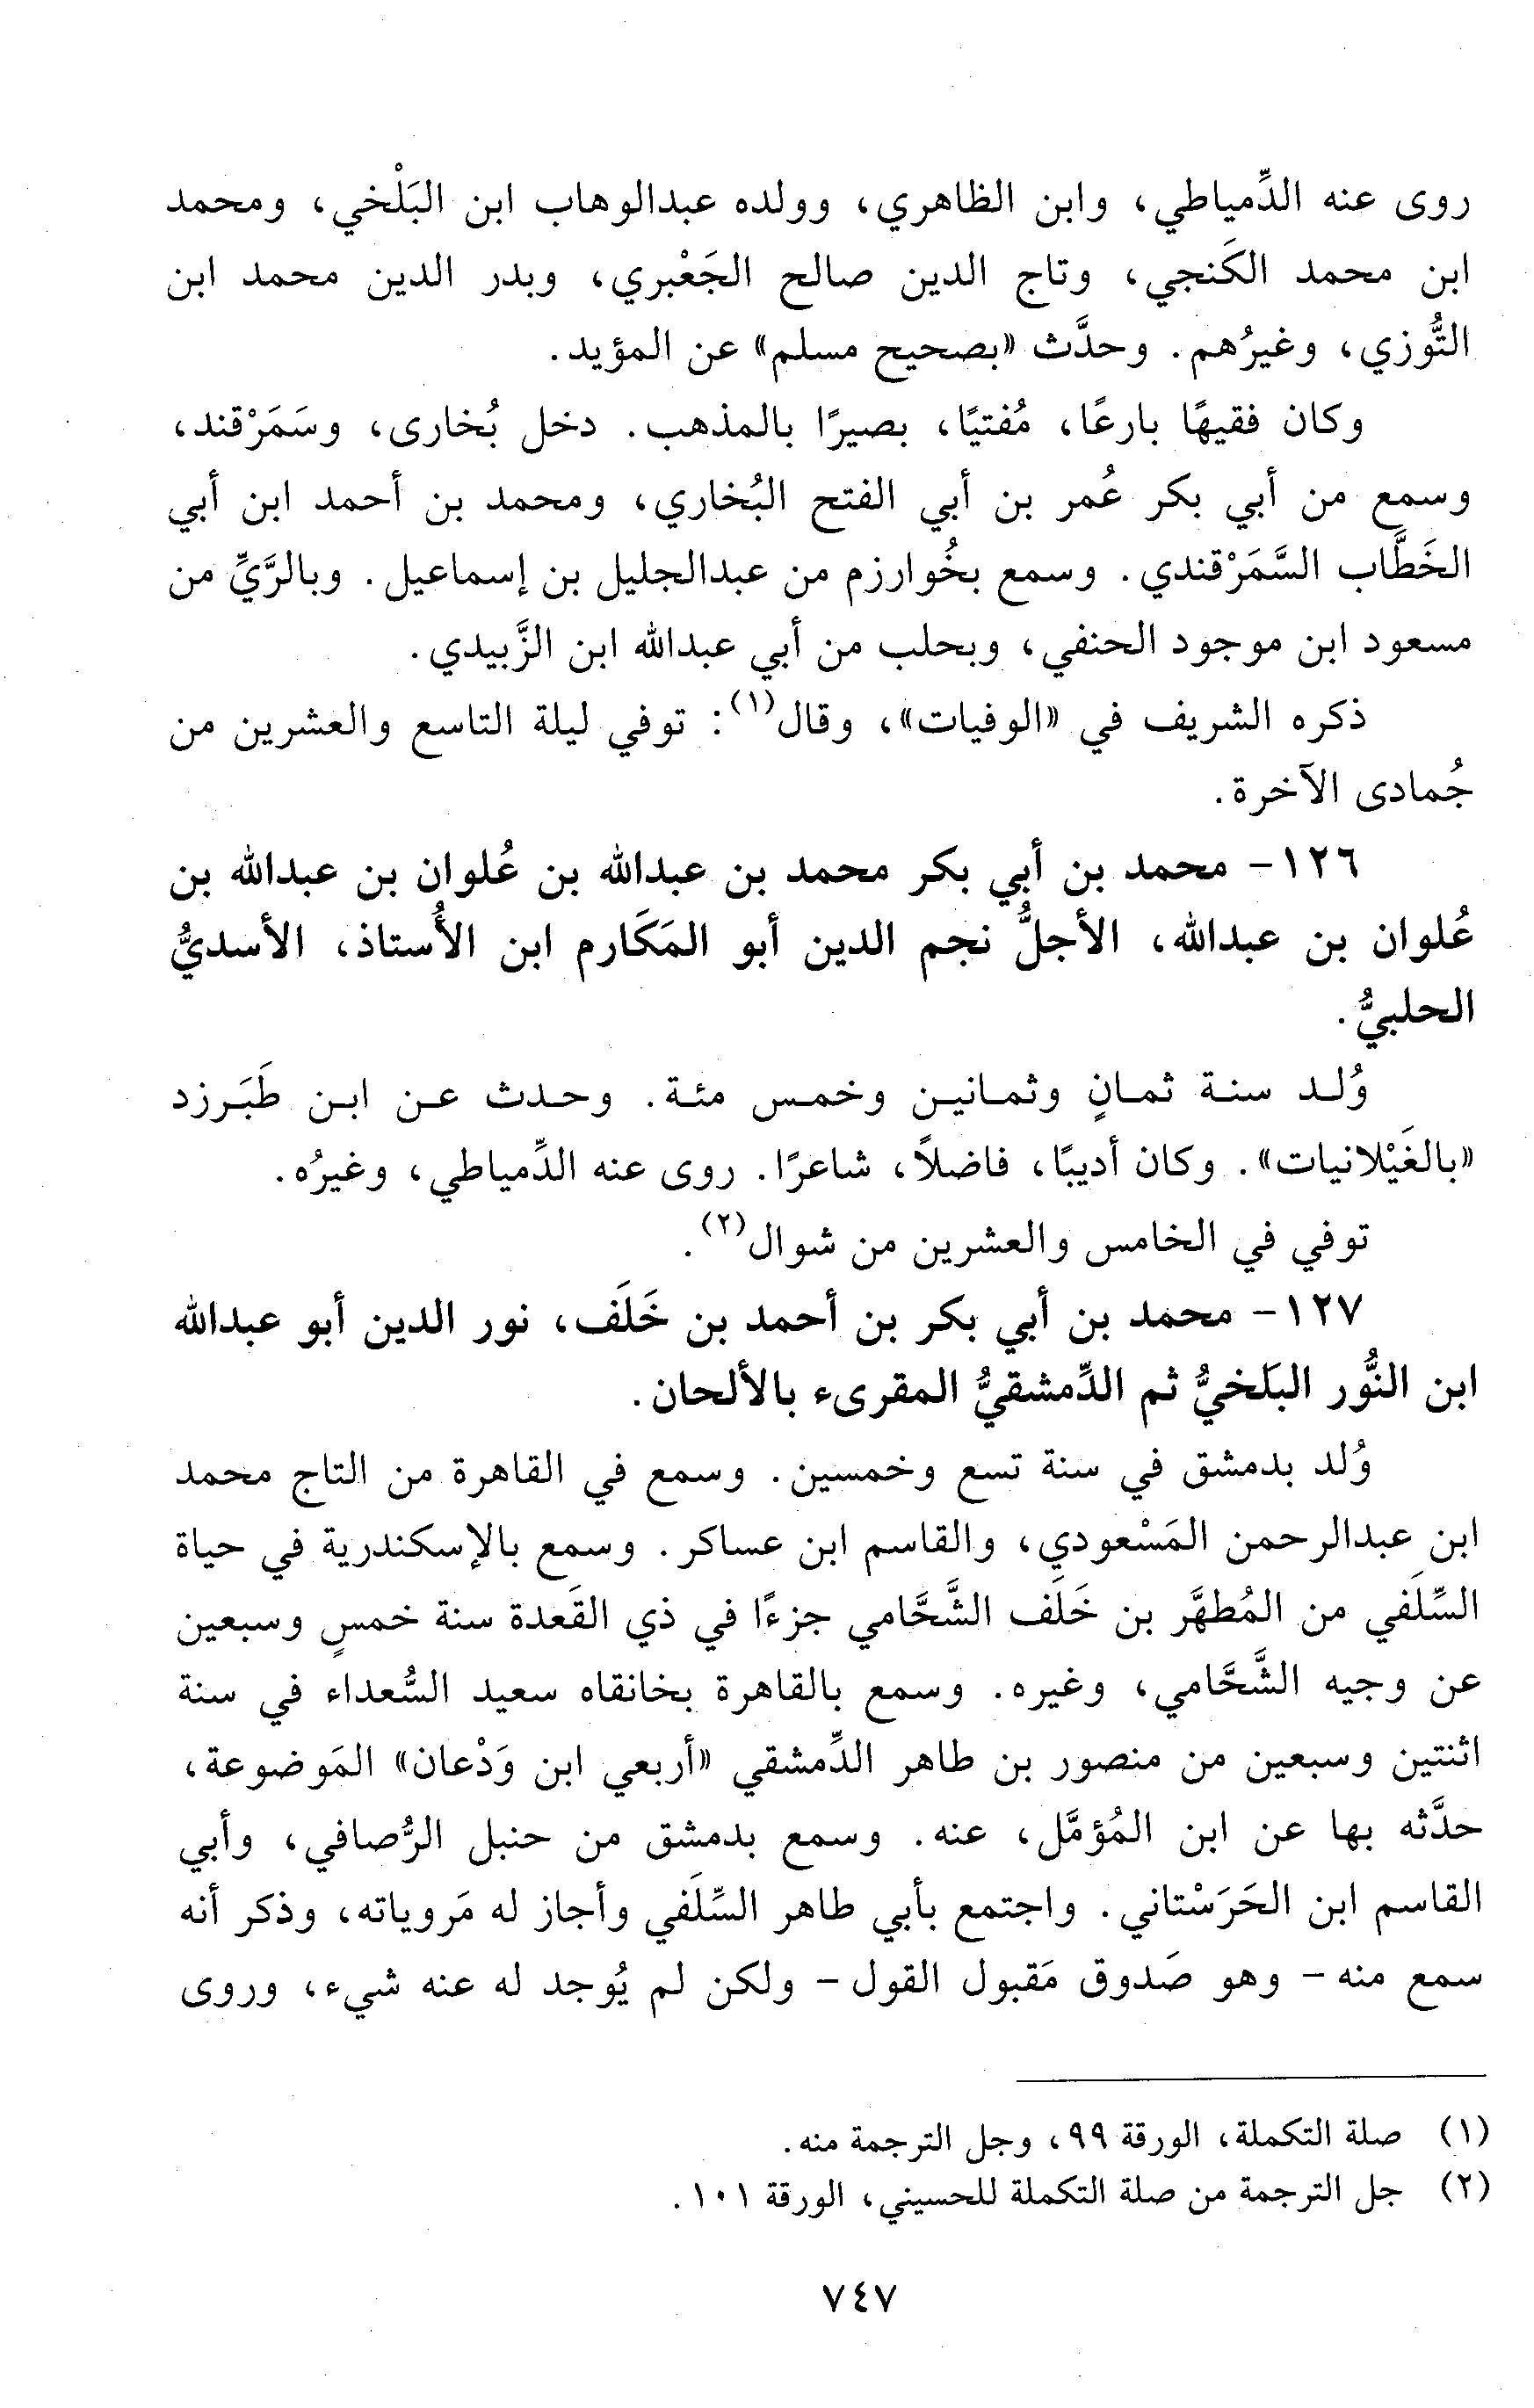 روى عنه الدِّمياطي، وابن الظاهري، وولده عبدالوهاب ابن البَلْخي، ومحمد
ابن محمد الكَنجي، وتاج الدين صالح الجَعْبري، وبدر الدين محمد ابن
التُّوزي، وغيرُهم. وحدَّث «بصحيح مسلم» عن المؤيد.
وكان فقيهًا بارعًا، مُفتيًا، بصيرًا بالمذهب. دخل بُخارى، وسَمَرْقند،
وسمع من أبي بكر عُمر بن أبي الفتح البُخاري، ومحمد بن أحمد ابن أبي
الخَطَّاب السَّمَرْقندي. وسمع بخُوارزم من عبدالجليل بن إسماعيل. وبالرَّيِّ من
مسعود ابن موجود الحنفي، وبحلب من أبي عبدالله ابن الزَّبيدي.
ذكره الشريف في «الوفيات»، وقال(١): توفي ليلة التاسع والعشرين من
جُمادى الآخرة.
١٢٦- محمد بن أبي بكر محمد بن عبدالله بن عُلوان بن عبدالله بن
عُلوان بن عبدالله، الأجلُّ نجم الدين أبو المَكَارم ابن الأُستاذ، الأسديُّ
الحلبيُّ.
وُلد سنة ثمانٍ وثمانين وخمس مئة. وحدث عن ابن طَبَرزد
«بالغَيْلانيات». وكان أديبًا، فاضلاً، شاعرًا. روى عنه الدِّمياطي، وغيرُه.
توفي في الخامس والعشرين من شوال(٢).
١٢٧- محمد بن أبي بكر بن أحمد بن خَلَف، نور الدين أبو عبدالله
ابن النُّور البَلخيُّ ثم الدِّمشقيُّ المقرىء بالألحان.
وُلد بدمشق في سنة تسع وخمسين. وسمع في القاهرة من التاج محمد
ابن عبدالرحمن المَسْعودي، والقاسم ابن عساكر. وسمع بالإسكندرية في حياة
السِّلَفي من المُطهَّر بن خَلَف الشَّحَّامي جزءًا في ذي القَعدة سنة خمسٍ وسبعين
عن وجيه الشَّحَّامي، وغيره. وسمع بالقاهرة بخانقاه سعيد السُّعداء في سنة
اثنتين وسبعين من منصور بن طاهر الدِّمشقي «أربعي ابن وَدْعان» المَوضوعة،
حدَّثه بها عن ابن المُؤمَّل، عنه. وسمع بدمشق من حنبل الرُّصافي، وأبي
القاسم ابن الحَرَسْتاني. واجتمع بأبي طاهر السِّلَفي وأجاز له مَروياته، وذكر أنه
سمع منه - وهو صَدوق مَقبول القول - ولكن لم يُوجد له عنه شيء، وروى
(١) صلة التكملة، الورقة ٩٩، وجل الترجمة منه.
(٢) جل الترجمة من صلة التكملة للحسيني، الورقة ١٠١.
٧٤٧